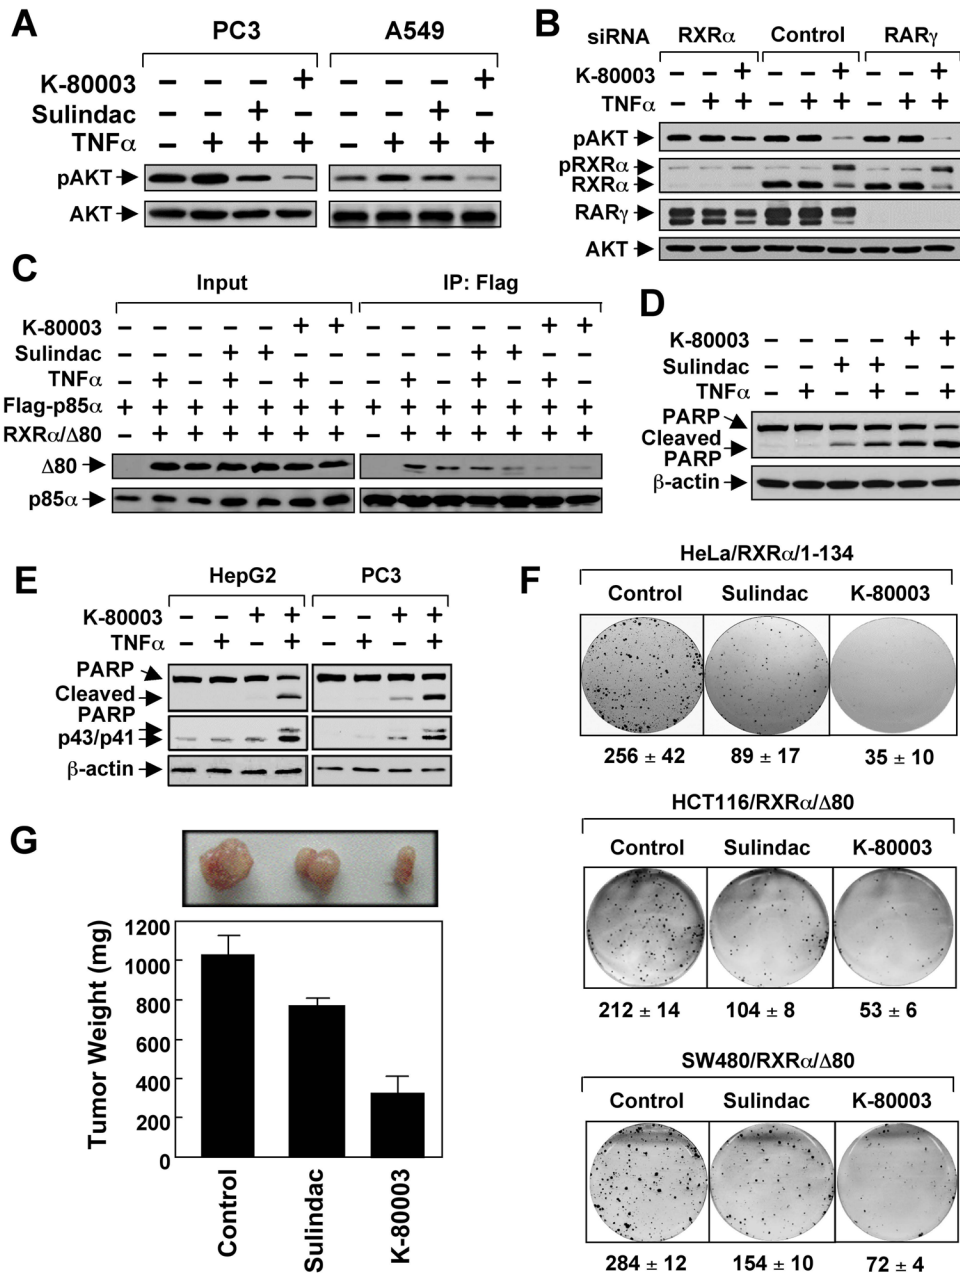 A
PC3 A549
K-80003 − − − + − − − +
Sulindac − − + − − − + −
TNFα − + + + − + + +
pAKT
AKT
B
siRNA RXRα Control RARγ
K-80003 − − + − − + − − +
TNFα − + + − + + − + +
pAKT
pRXRα
RXRα
RARγ
AKT
C
Input IP: Flag
K-80003 − − − − − + + − − − − − + +
Sulindac − − − + + − − − − − + + − −
TNFα − + − + − + − − + − + − + −
Flag-p85α + + + + + + + + + + + + + +
RXRα/Δ80 − + + + + + + − + + + + + +
Δ80
p85α
D
K-80003 − − − − + +
Sulindac − − + + − −
TNFα − + − + − +
PARP
Cleaved
PARP
β-actin
E
HepG2 PC3
K-80003 − − + + − − + +
TNFα − + − + − + − +
PARP
Cleaved
PARP
p43/p41
β-actin
F
HeLa/RXRα/1-134
Control Sulindac K-80003
256 ± 42 89 ± 17 35 ± 10
HCT116/RXRα/Δ80
Control Sulindac K-80003
212 ± 14 104 ± 8 53 ± 6
SW480/RXRα/Δ80
Control Sulindac K-80003
284 ± 12 154 ± 10 72 ± 4
G
Tumor Weight (mg)
1200
1000
800
600
400
200
0
Control
Sulindac
K-80003